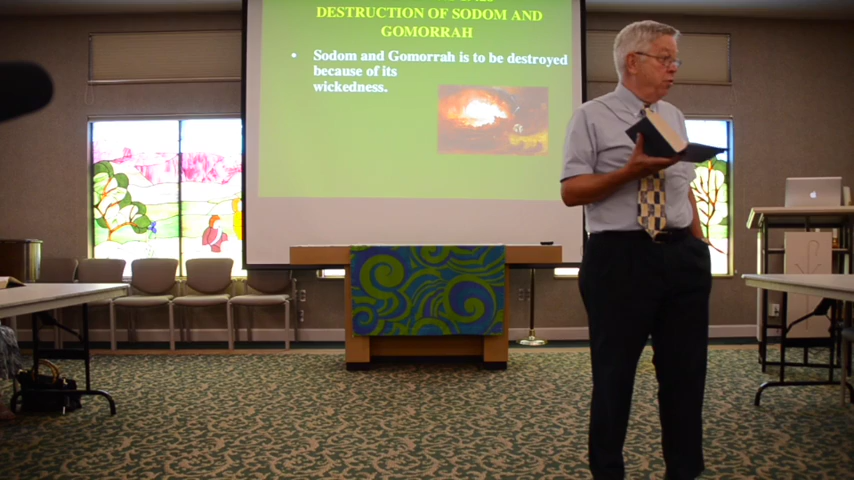 DESTRUCTION OF SODOM AND
GOMORRAH
• Sodom and Gomorrah is to be destroyed
because of its
wickedness.